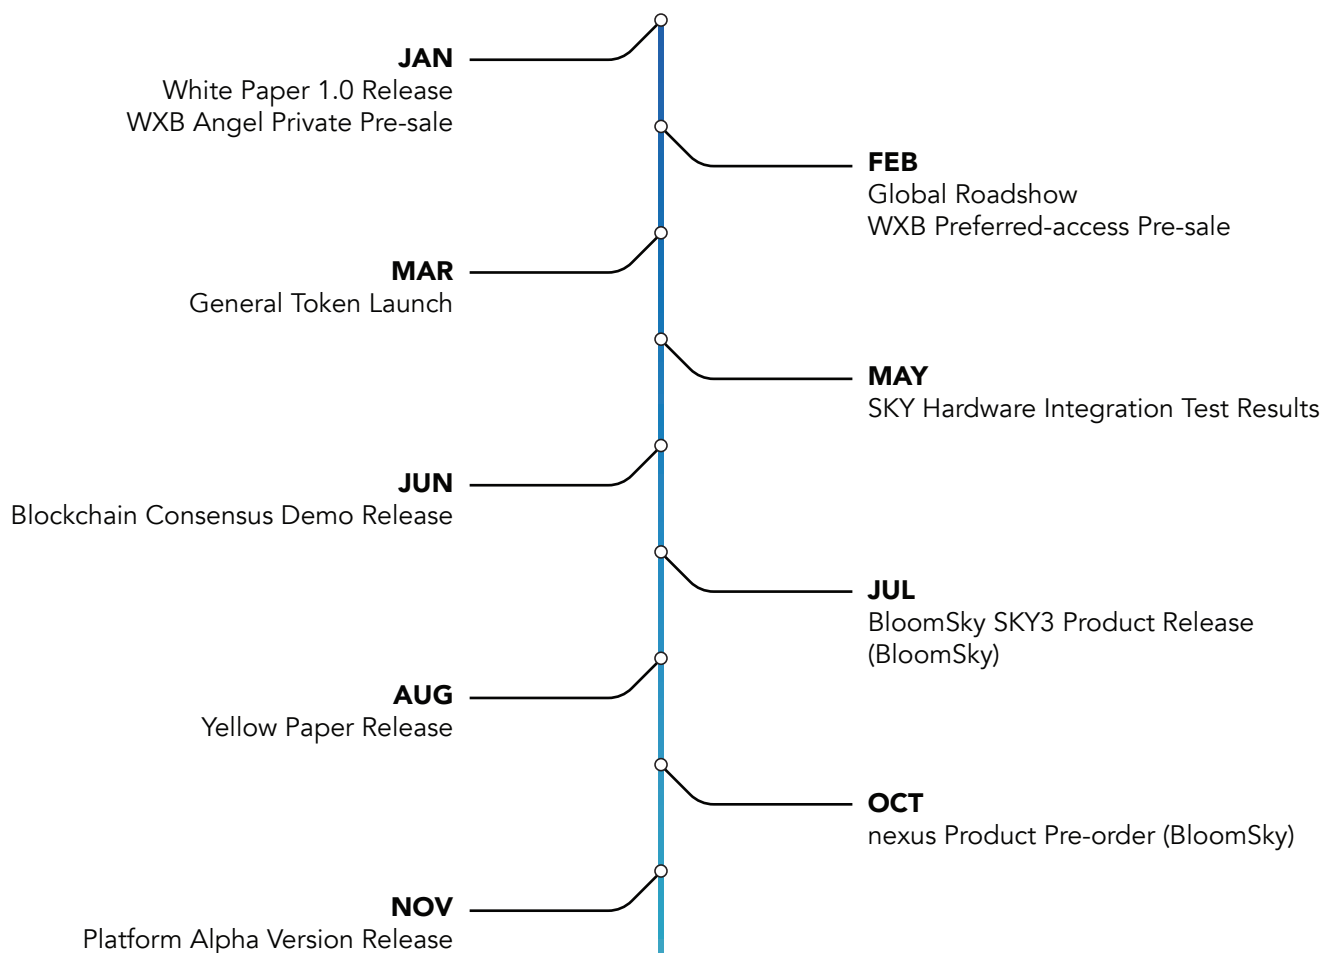 JAN
White Paper 1.0 Release
WXB Angel Private Pre-sale
FEB
Global Roadshow
WXB Preferred-access Pre-sale
MAR
General Token Launch
MAY
SKY Hardware Integration Test Results
JUN
Blockchain Consensus Demo Release
JUL
BloomSky SKY3 Product Release
(BloomSky)
AUG
Yellow Paper Release
OCT
nexus Product Pre-order (BloomSky)
NOV
Platform Alpha Version Release